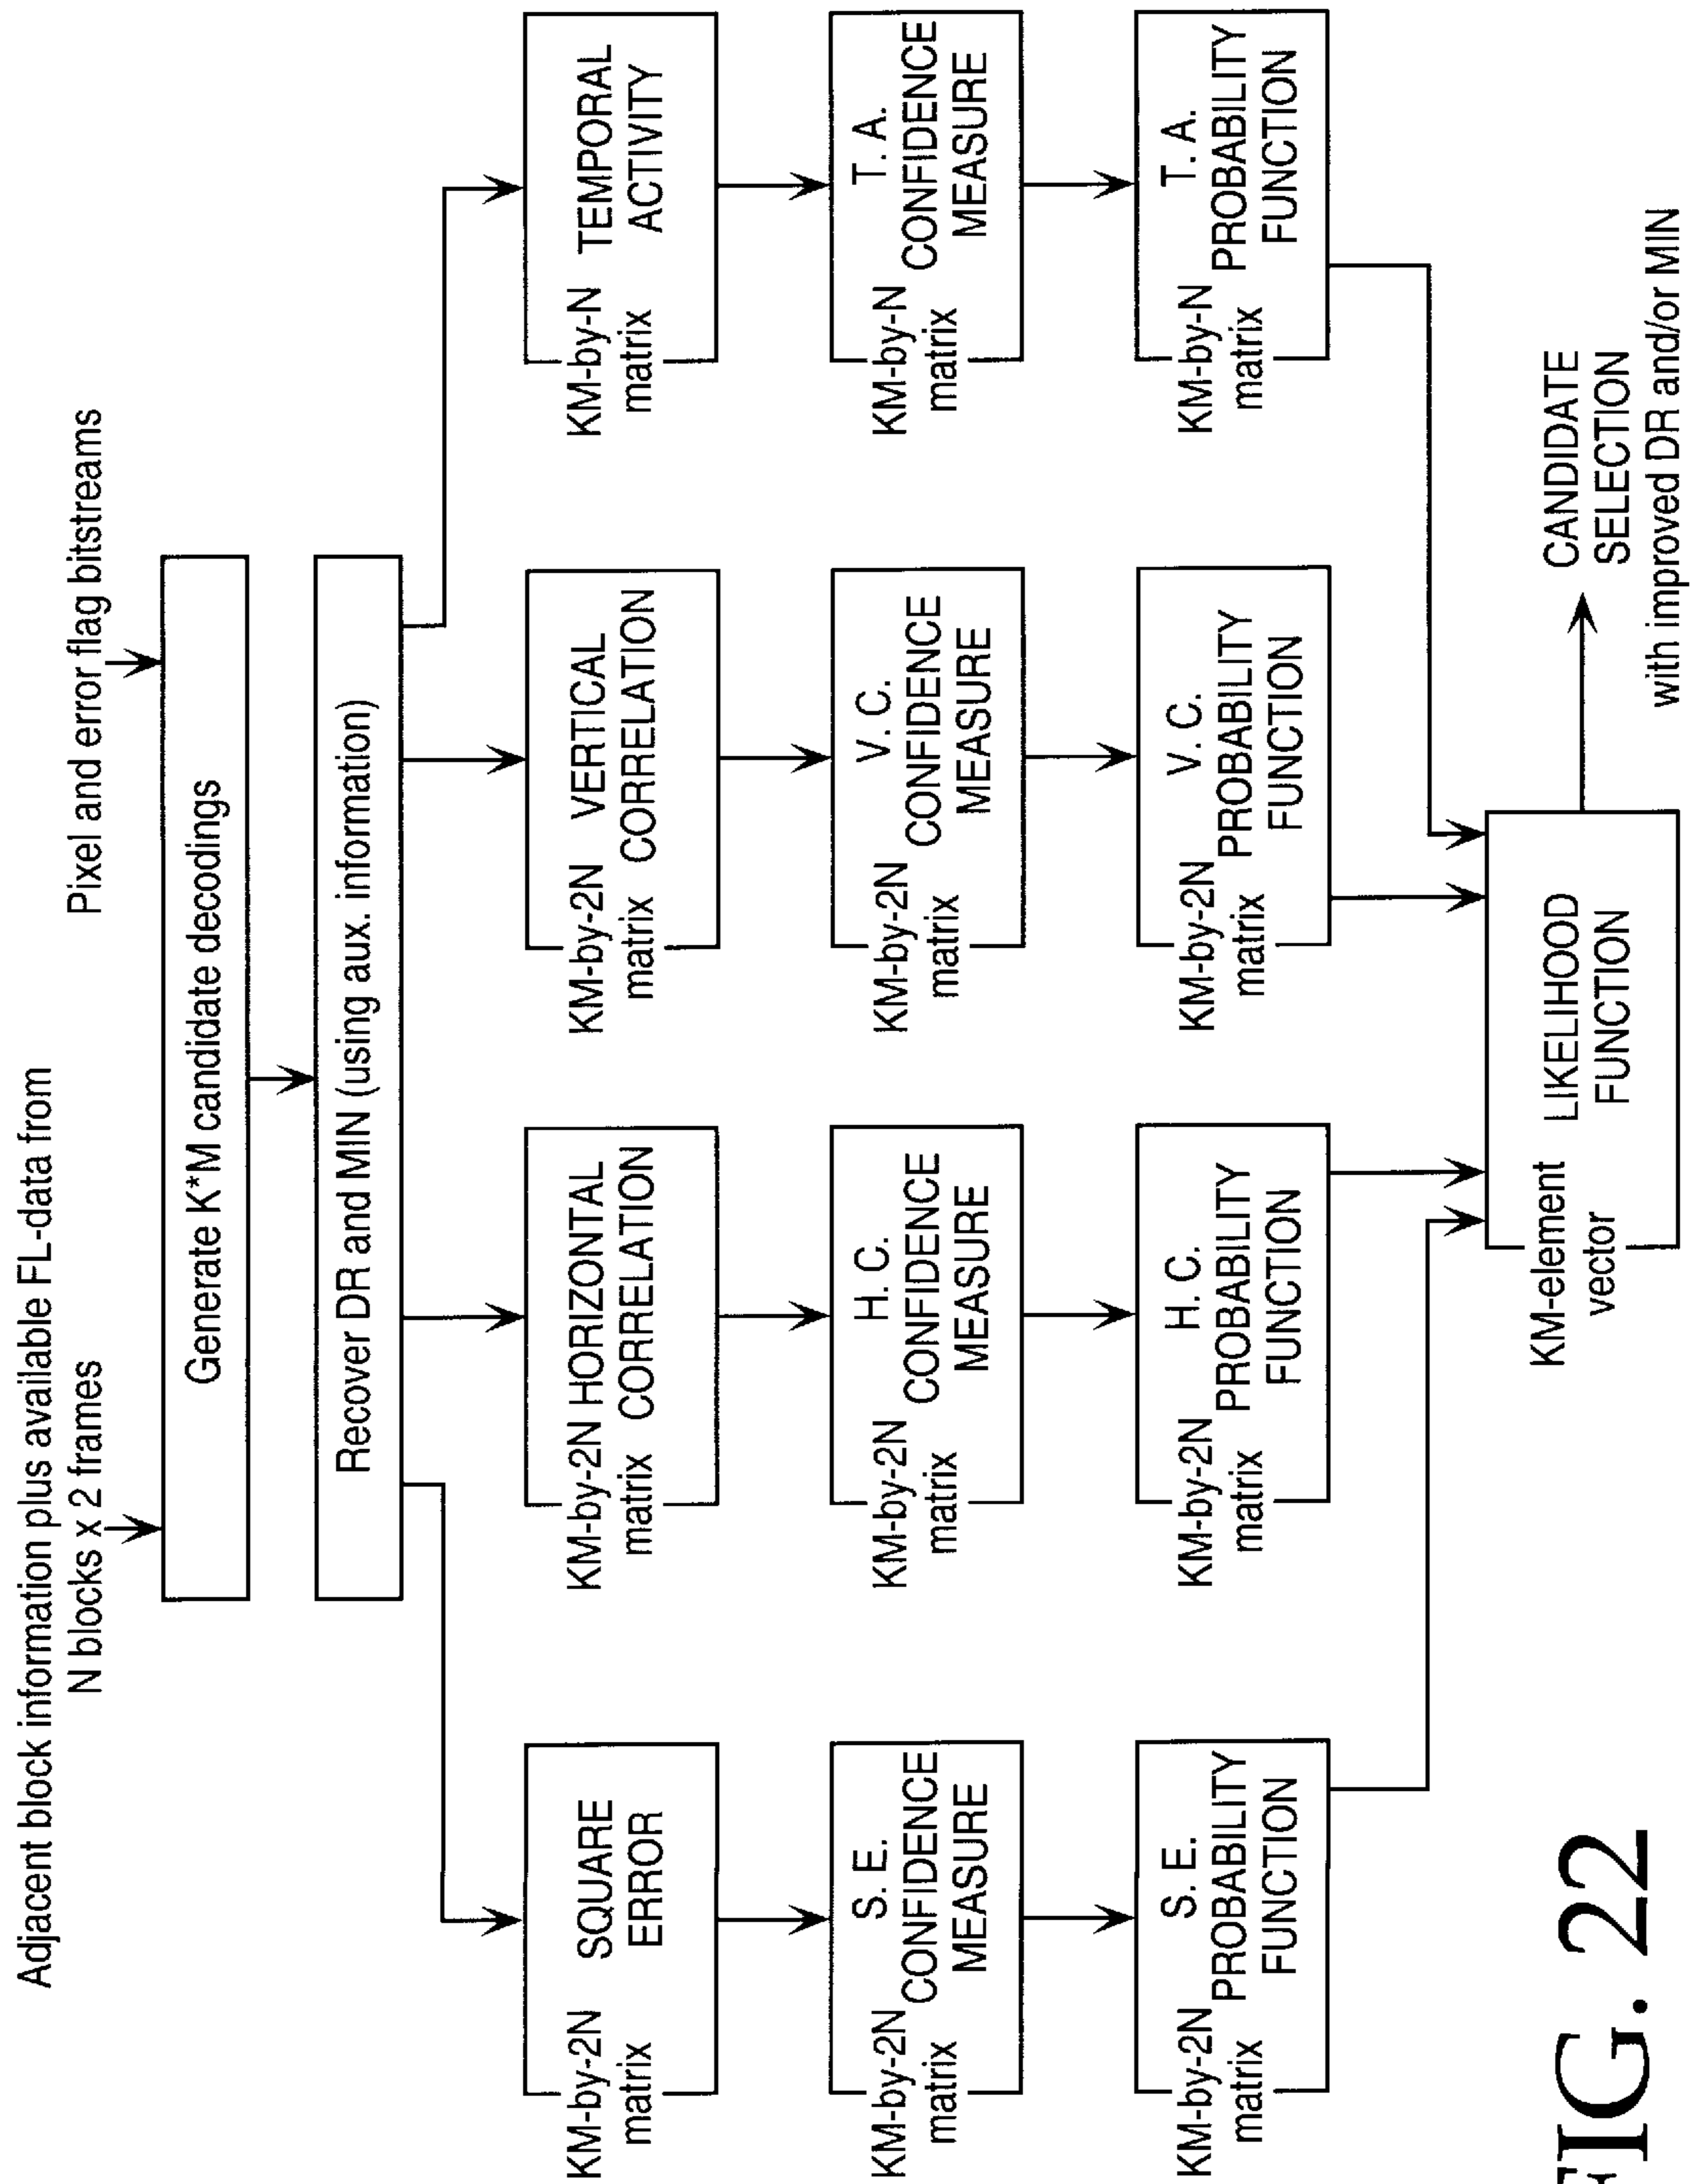 Adjacent block information plus available FL-data from
N blocks x 2 frames
Pixel and error flag bitstreams
Generate K*M candidate decodings
Recover DR and MIN (using aux. information)
KM-by-2N
matrix
SQUARE
ERROR
KM-by-2N
matrix
HORIZONTAL
CORRELATION
KM-by-2N
matrix
VERTICAL
CORRELATION
KM-by-N
matrix
TEMPORAL
ACTIVITY
KM-by-2N
matrix
S. E.
CONFIDENCE
MEASURE
KM-by-2N
matrix
H. C.
CONFIDENCE
MEASURE
KM-by-2N
matrix
V. C.
CONFIDENCE
MEASURE
KM-by-N
matrix
T. A.
CONFIDENCE
MEASURE
KM-by-2N
matrix
S. E.
PROBABILITY
FUNCTION
KM-by-2N
matrix
H. C.
PROBABILITY
FUNCTION
KM-by-2N
matrix
V. C.
PROBABILITY
FUNCTION
KM-by-N
matrix
T. A.
PROBABILITY
FUNCTION
KM-element
vector
LIKELIHOOD
FUNCTION
CANDIDATE
SELECTION
with improved DR and/or MIN
FIG. 22